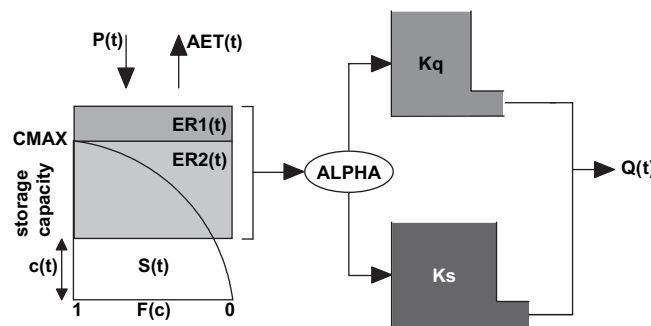 P(t) AET(t)
ER1(t)
CMAX
ER2(t)
storage
capacity
c(t)
S(t)
1 F(c) 0
ALPHA
Kq
Ks
Q(t)